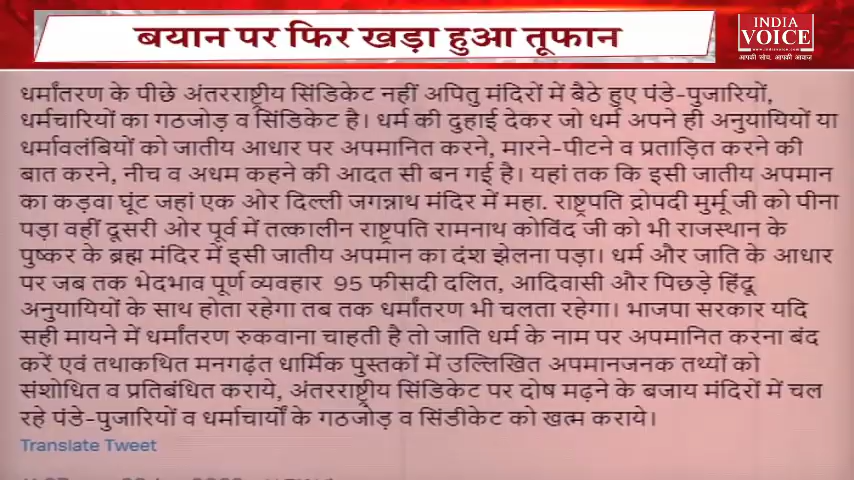 बयान पर फिर खड़ा हुआ तूफान
INDIA
VOICE
आपकी सोच, आपकी आवाज
धर्मांतरण के पीछे अंतरराष्ट्रीय सिंडिकेट नहीं अपितु मंदिरों में बैठे हुए पंडे-पुजारियों,
धर्मचारियों का गठजोड़ व सिंडिकेट है। धर्म की दुहाई देकर जो धर्म अपने ही अनुयायियों या
धर्मावलंबियों को जातीय आधार पर अपमानित करने, मारने-पीटने व प्रताड़ित करने की
बात करने, नीच व अधम कहने की आदत सी बन गई है। यहां तक कि इसी जातीय अपमान
का कड़वा घूंट जहां एक ओर दिल्ली जगन्नाथ मंदिर में महा. राष्ट्रपति द्रोपदी मुर्मू जी को पीना
पड़ा वहीं दूसरी ओर पूर्व में तत्कालीन राष्ट्रपति रामनाथ कोविंद जी को भी राजस्थान के
पुष्कर के ब्रह्म मंदिर में इसी जातीय अपमान का दंश झेलना पड़ा। धर्म और जाति के आधार
पर जब तक भेदभाव पूर्ण व्यवहार 95 फीसदी दलित, आदिवासी और पिछड़े हिंदू
अनुयायियों के साथ होता रहेगा तब तक धर्मांतरण भी चलता रहेगा। भाजपा सरकार यदि
सही मायने में धर्मांतरण रुकवाना चाहती है तो जाति धर्म के नाम पर अपमानित करना बंद
करें एवं तथाकथित मनगढ़ंत धार्मिक पुस्तकों में उल्लिखित अपमानजनक तथ्यों को
संशोधित व प्रतिबंधित कराये, अंतरराष्ट्रीय सिंडिकेट पर दोष मढ़ने के बजाय मंदिरों में चल
रहे पंडे-पुजारियों व धर्माचार्यों के गठजोड़ व सिंडीकेट को खत्म कराये।
Translate Tweet